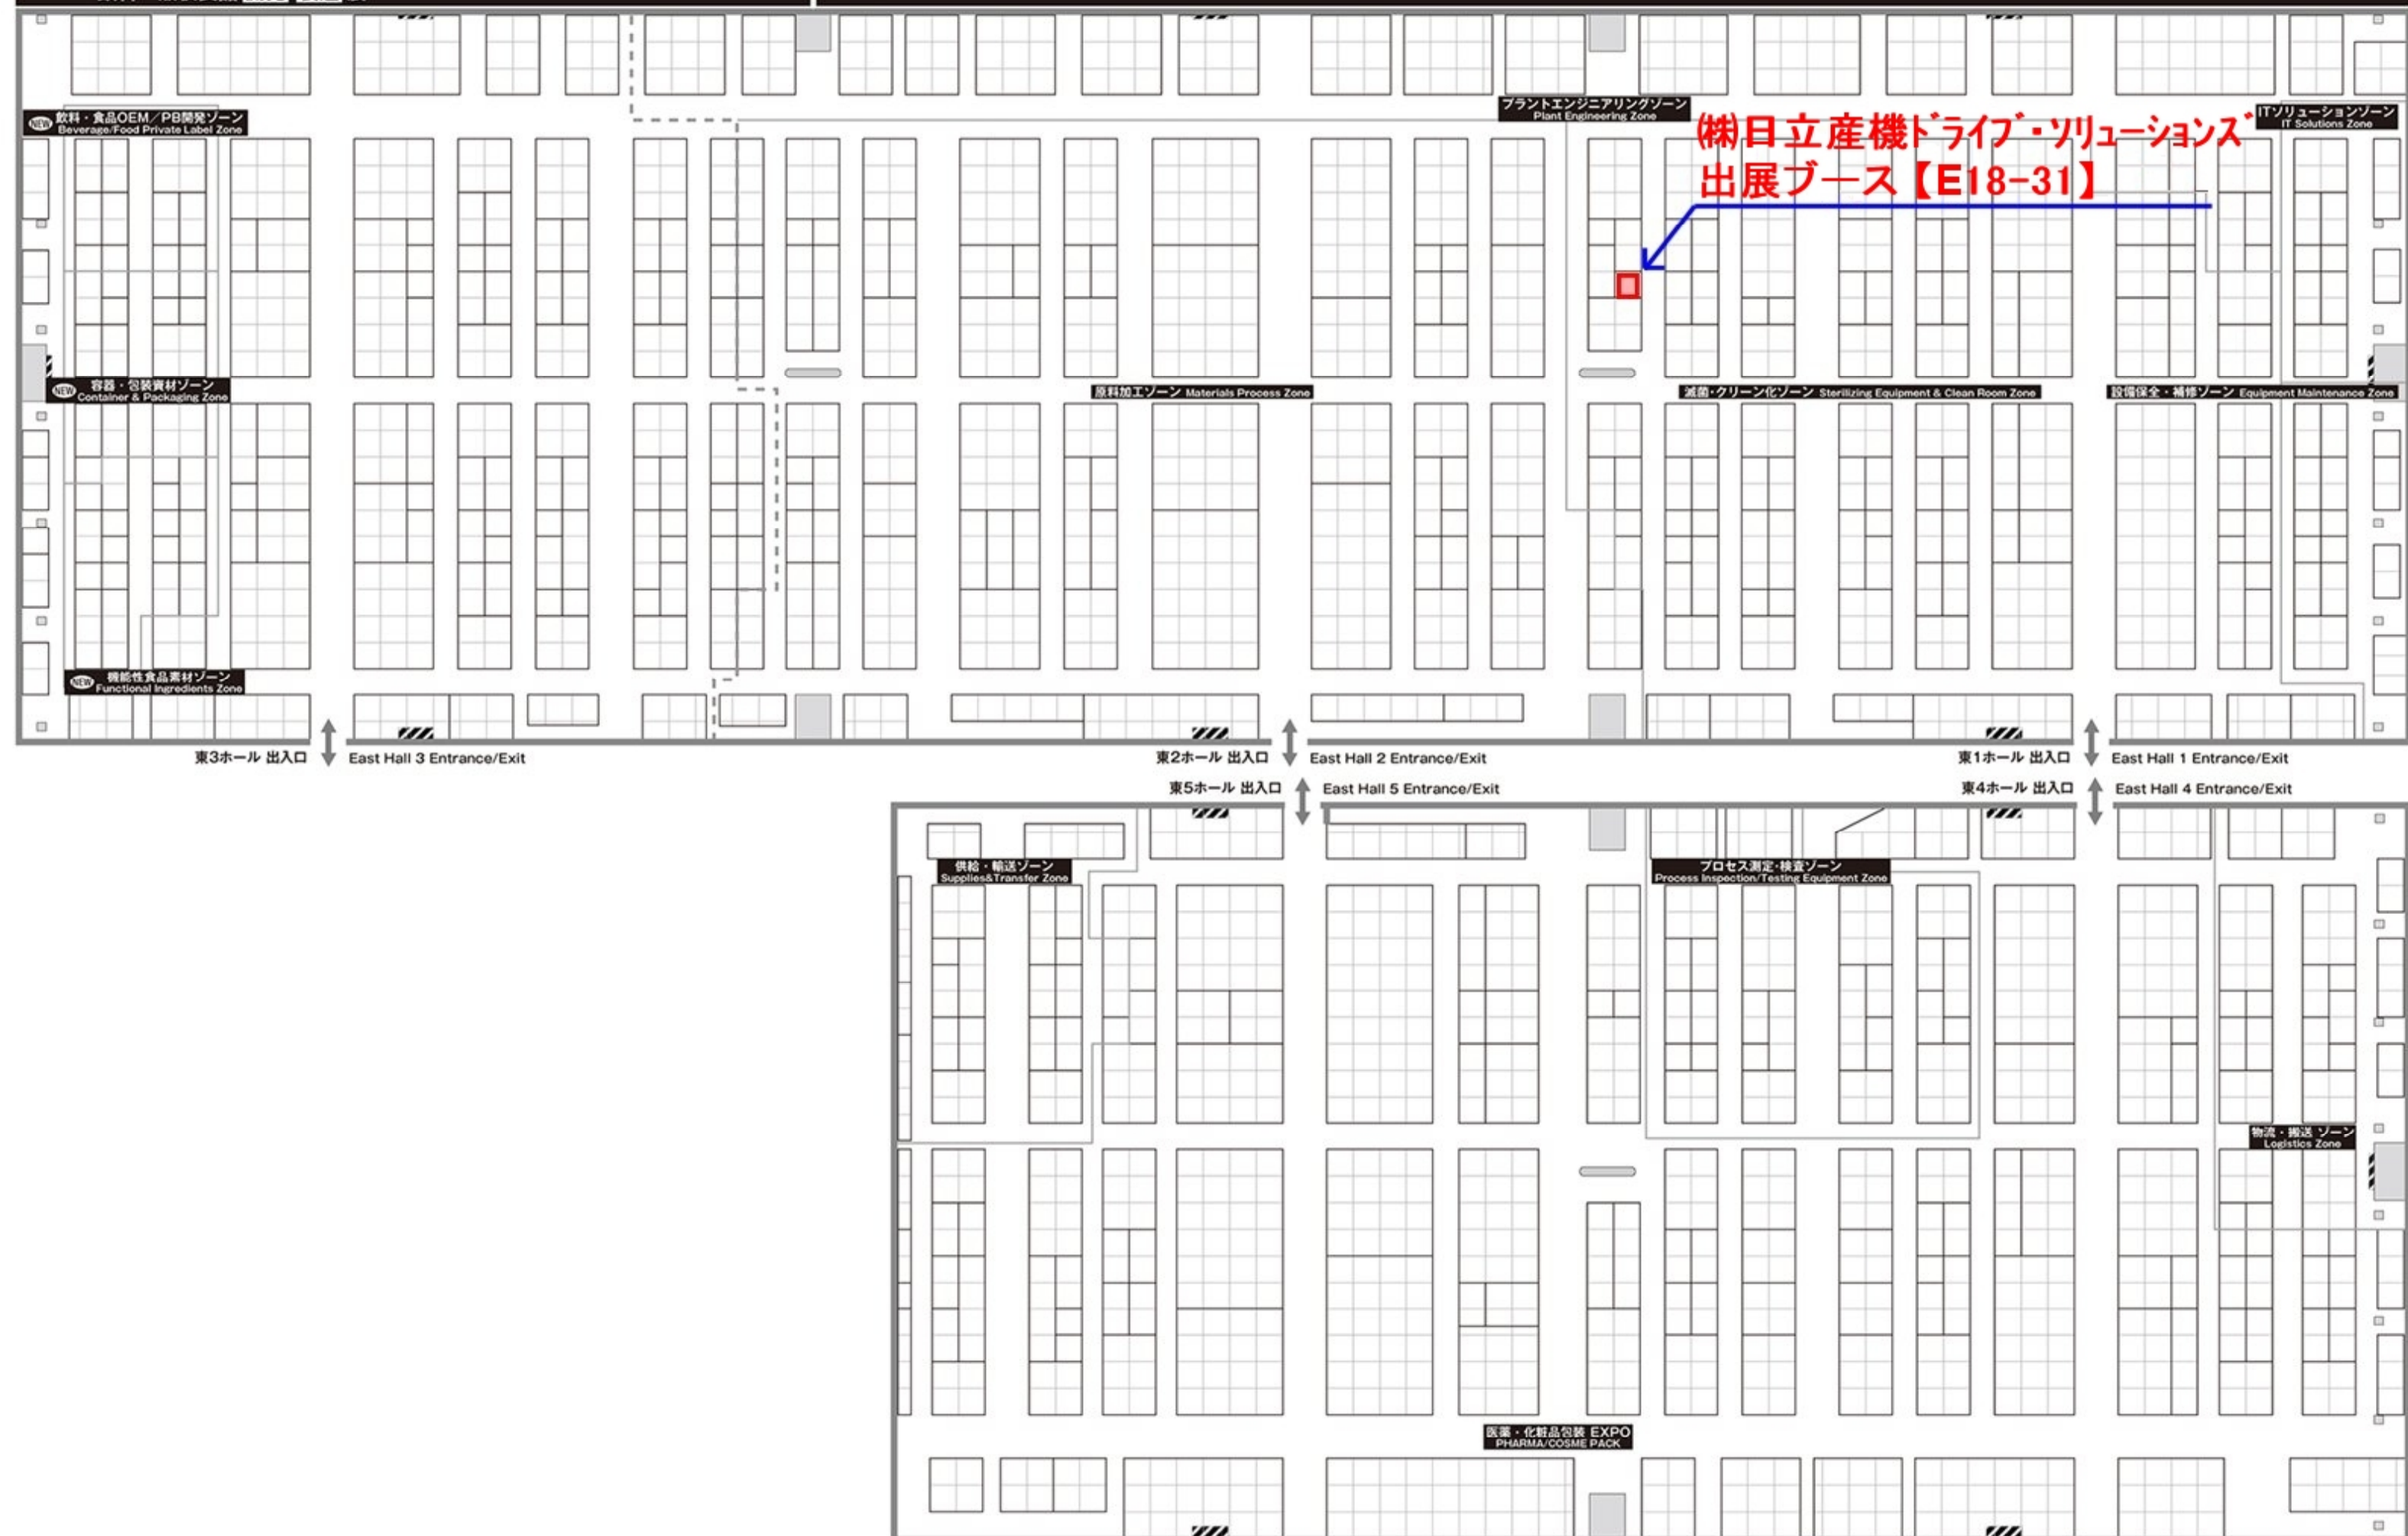 プラントエンジニアリングゾーン
Plant Engineering Zone
ITソリューションゾーン
IT Solutions Zone
NEW 飲料・食品OEM／PB開発ゾーン
Beverage/Food Private Label Zone
㈱日立産機ﾄﾞﾗｲﾌﾞ・ｿﾘｭｰｼｮﾝｽﾞ
出展ブース【E18-31】
NEW 容器・包装資材ゾーン
Container & Packaging Zone
原料加工ゾーン Materials Process Zone
滅菌・クリーン化ゾーン Sterilizing Equipment & Clean Room Zone
設備保全・補修ゾーン Equipment Maintenance Zone
NEW 機能性食品素材ゾーン
Functional Ingredients Zone
東3ホール 出入口 East Hall 3 Entrance/Exit
東2ホール 出入口 East Hall 2 Entrance/Exit
東1ホール 出入口 East Hall 1 Entrance/Exit
東5ホール 出入口 East Hall 5 Entrance/Exit
東4ホール 出入口 East Hall 4 Entrance/Exit
供給・輸送ゾーン
Supplies&Transfer Zone
プロセス測定・検査ゾーン
Process Inspection/Testing Equipment Zone
物流・搬送 ゾーン
Logistics Zone
医薬・化粧品包装 EXPO
PHARMA/COSME PACK